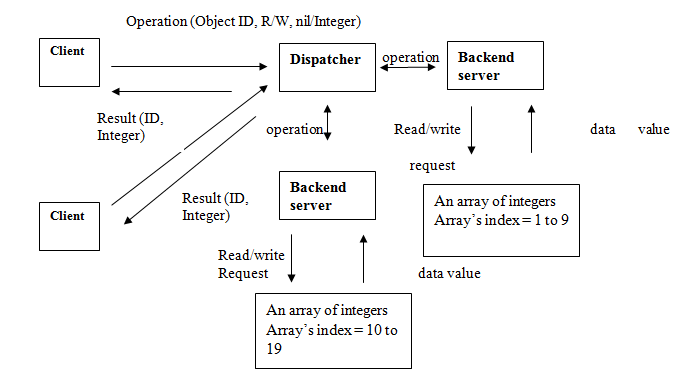 Operation (Object ID, R/W, nil/Integer)
Client
Dispatcher
operation
Backend
server
Result (ID,
Integer)
operation
Read/write
data value
request
Backend
server
Client
Result (ID,
Integer)
An array of integers
Array's index = 1 to 9
Read/write
Request
data value
An array of integers
Array's index = 10 to
19